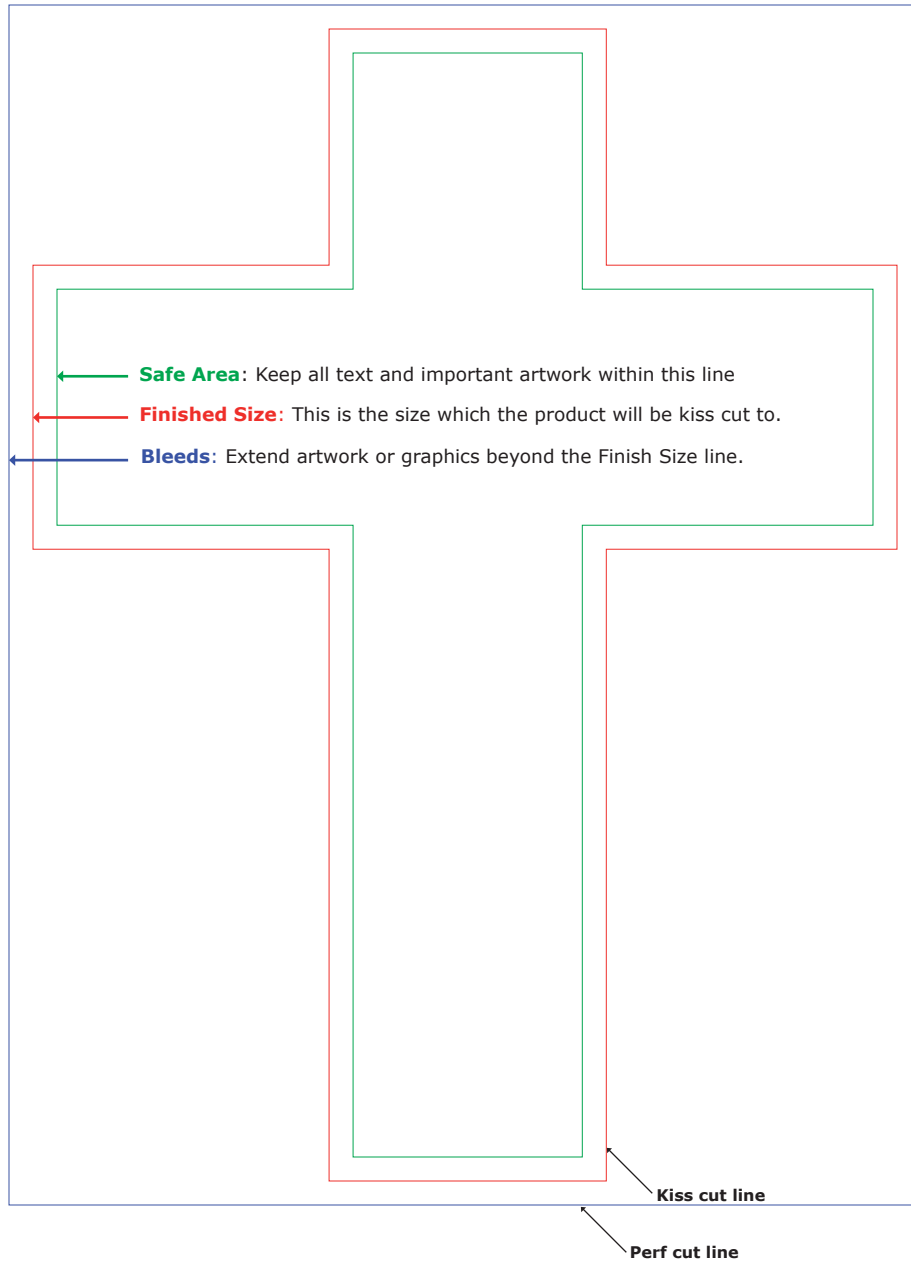 Safe Area: Keep all text and important artwork within this line
Finished Size: This is the size which the product will be kiss cut to.
Bleeds: Extend artwork or graphics beyond the Finish Size line.
Kiss cut line
Perf cut line